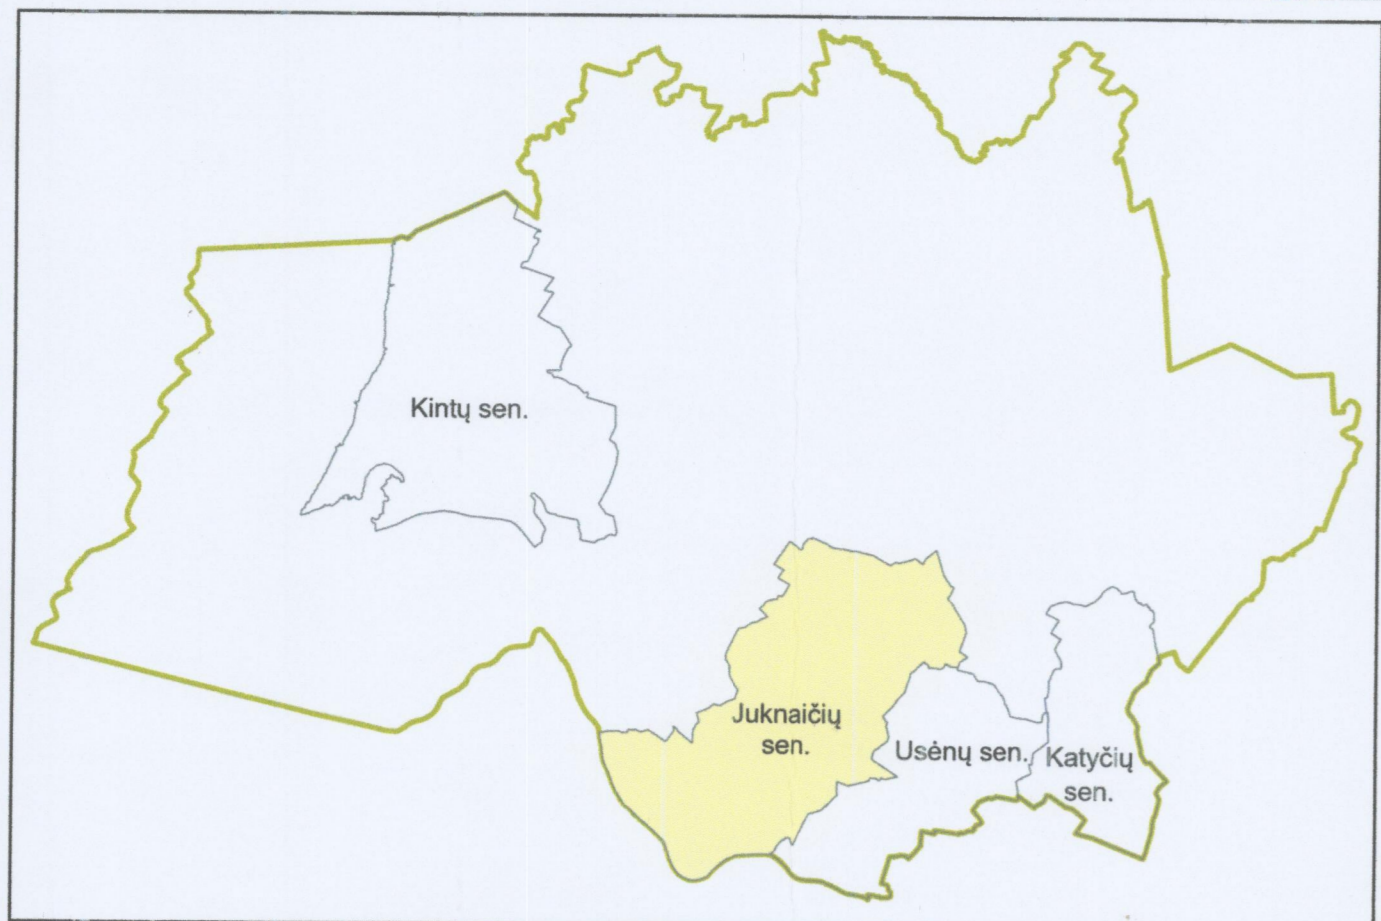 Kintų sen.
Juknaičių
sen.
Usėnų sen.
Katyčių
sen.